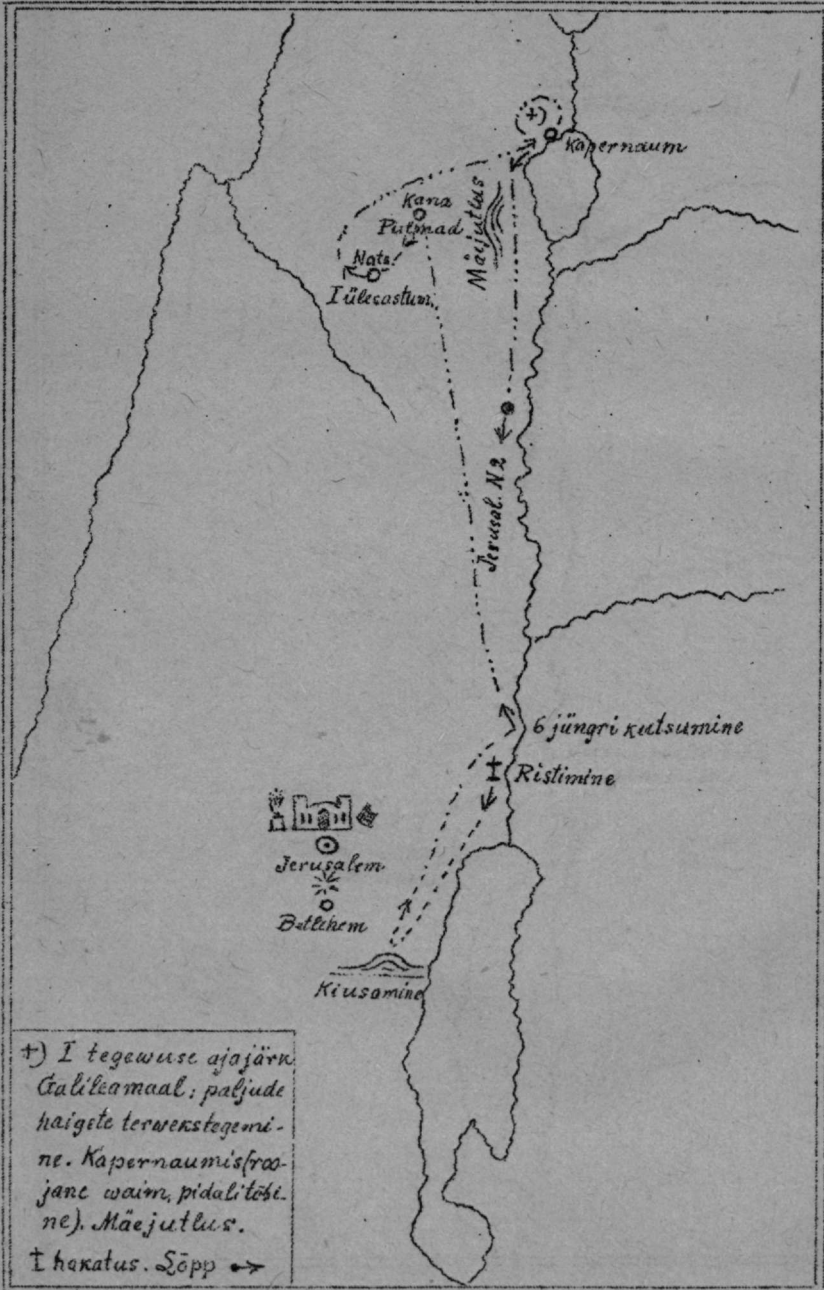 +)
Kapernaum
Kana
Pulmad
Mäejutlus
Nats.
I ülesastum.
Jerusal. N2
6 jüngri kutsumine
Ristimine
Jerusalem
Betlehem
Kiusamine
+) I tegewuse ajajärk
Galileamaal; paljude
haigete terwekstegemi-
ne. Kapernaumis (roo-
jane waim, pidalitõbi-
ne). Mäejutlus.
‡ hakatus. Lõpp •→